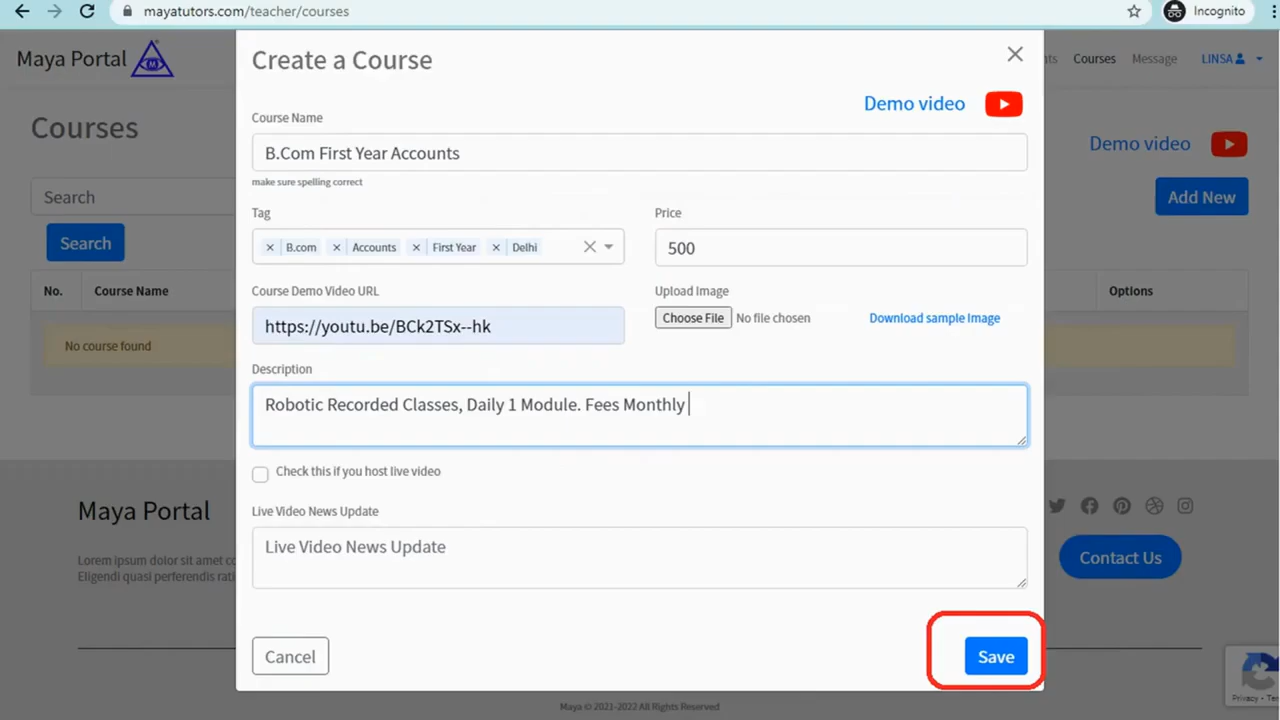 mayatutors.com/teacher/courses
Incognito
Maya Portal
M
Courses
Message
LINSA
Create a Course
Demo video
Courses
Demo video
Course Name
B.Com First Year Accounts
make sure spelling correct
Search
Add New
Search
Tag
Price
× B.com × Accounts × First Year × Delhi
500
No.
Course Name
Options
Course Demo Video URL
Upload Image
https://youtu.be/BCk2TSx--hk
Choose File No file chosen
Download sample Image
No course found
Description
Robotic Recorded Classes, Daily 1 Module. Fees Monthly
Check this if you host live video
Live Video News Update
Live Video News Update
Maya Portal
Lorem ipsum dolor sit amet
Eligendi quasi perferendis
Contact Us
Cancel
Save
Privacy
Maya © 2021-2022 All Rights Reserved